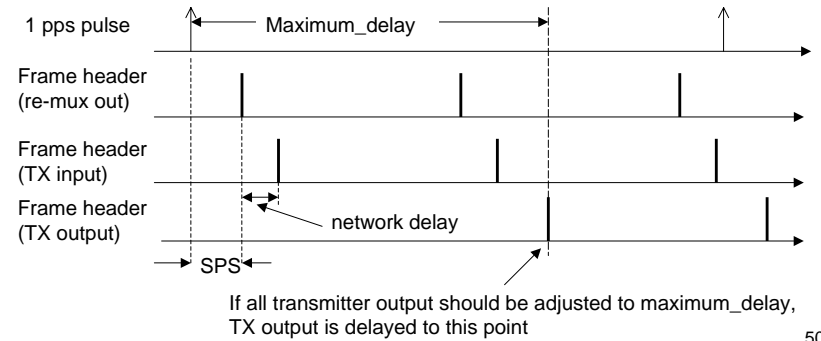 1 pps pulse
Maximum_delay
Frame header
(re-mux out)
Frame header
(TX input)
Frame header
(TX output)
network delay
SPS
If all transmitter output should be adjusted to maximum_delay,
TX output is delayed to this point
50